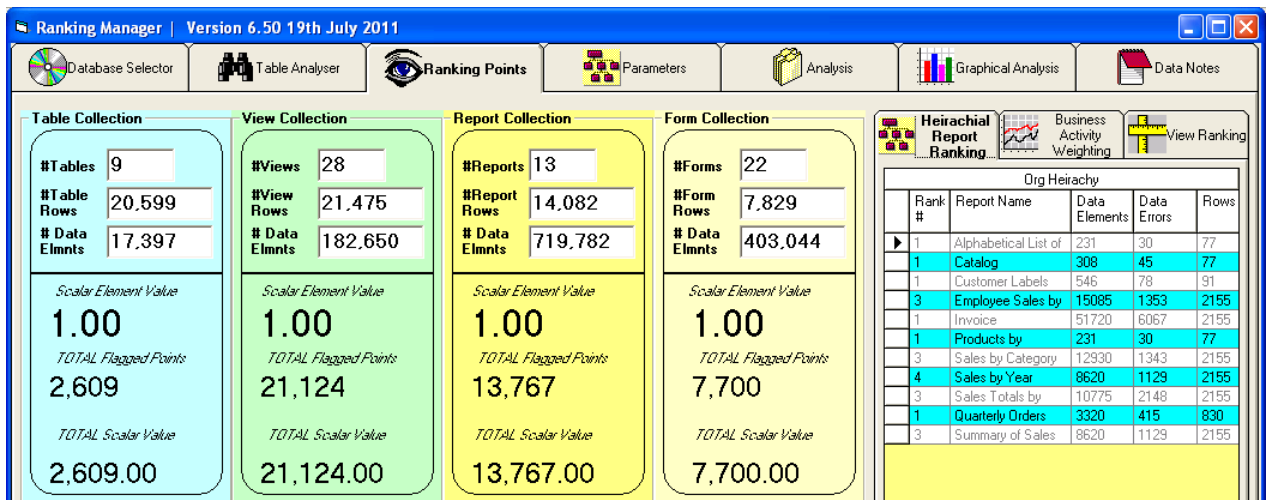 Ranking Manager | Version 6.50 19th July 2011
Database Selector Table Analyser Ranking Points Parameters Analysis Graphical Analysis Data Notes
Table Collection
#Tables 9
#Table Rows 20,599
# Data Elmnts 17,397
Scalar Element Value
1.00
TOTAL Flagged Points
2,609
TOTAL Scalar Value
2,609.00
View Collection
#Views 28
#View Rows 21,475
# Data Elmnts 182,650
Scalar Element Value
1.00
TOTAL Flagged Points
21,124
TOTAL Scalar Value
21,124.00
Report Collection
#Reports 13
#Report Rows 14,082
# Data Elmnts 719,782
Scalar Element Value
1.00
TOTAL Flagged Points
13,767
TOTAL Scalar Value
13,767.00
Form Collection
#Forms 22
#Form Rows 7,829
# Data Elmnts 403,044
Scalar Element Value
1.00
TOTAL Flagged Points
7,700
TOTAL Scalar Value
7,700.00
Heirachial Report Ranking
Business Activity Weighting
View Ranking
Org Heirachy
Rank # Report Name Data Elements Data Errors Rows
1 Alphabetical List of 231 30 77
1 Catalog 308 45 77
1 Customer Labels 546 78 91
3 Employee Sales by 15085 1353 2155
1 Invoice 51720 6067 2155
1 Products by 231 30 77
3 Sales by Category 12930 1343 2155
4 Sales by Year 8620 1129 2155
3 Sales Totals by 10775 2148 2155
1 Quarterly Orders 3320 415 830
3 Summary of Sales 8620 1129 2155